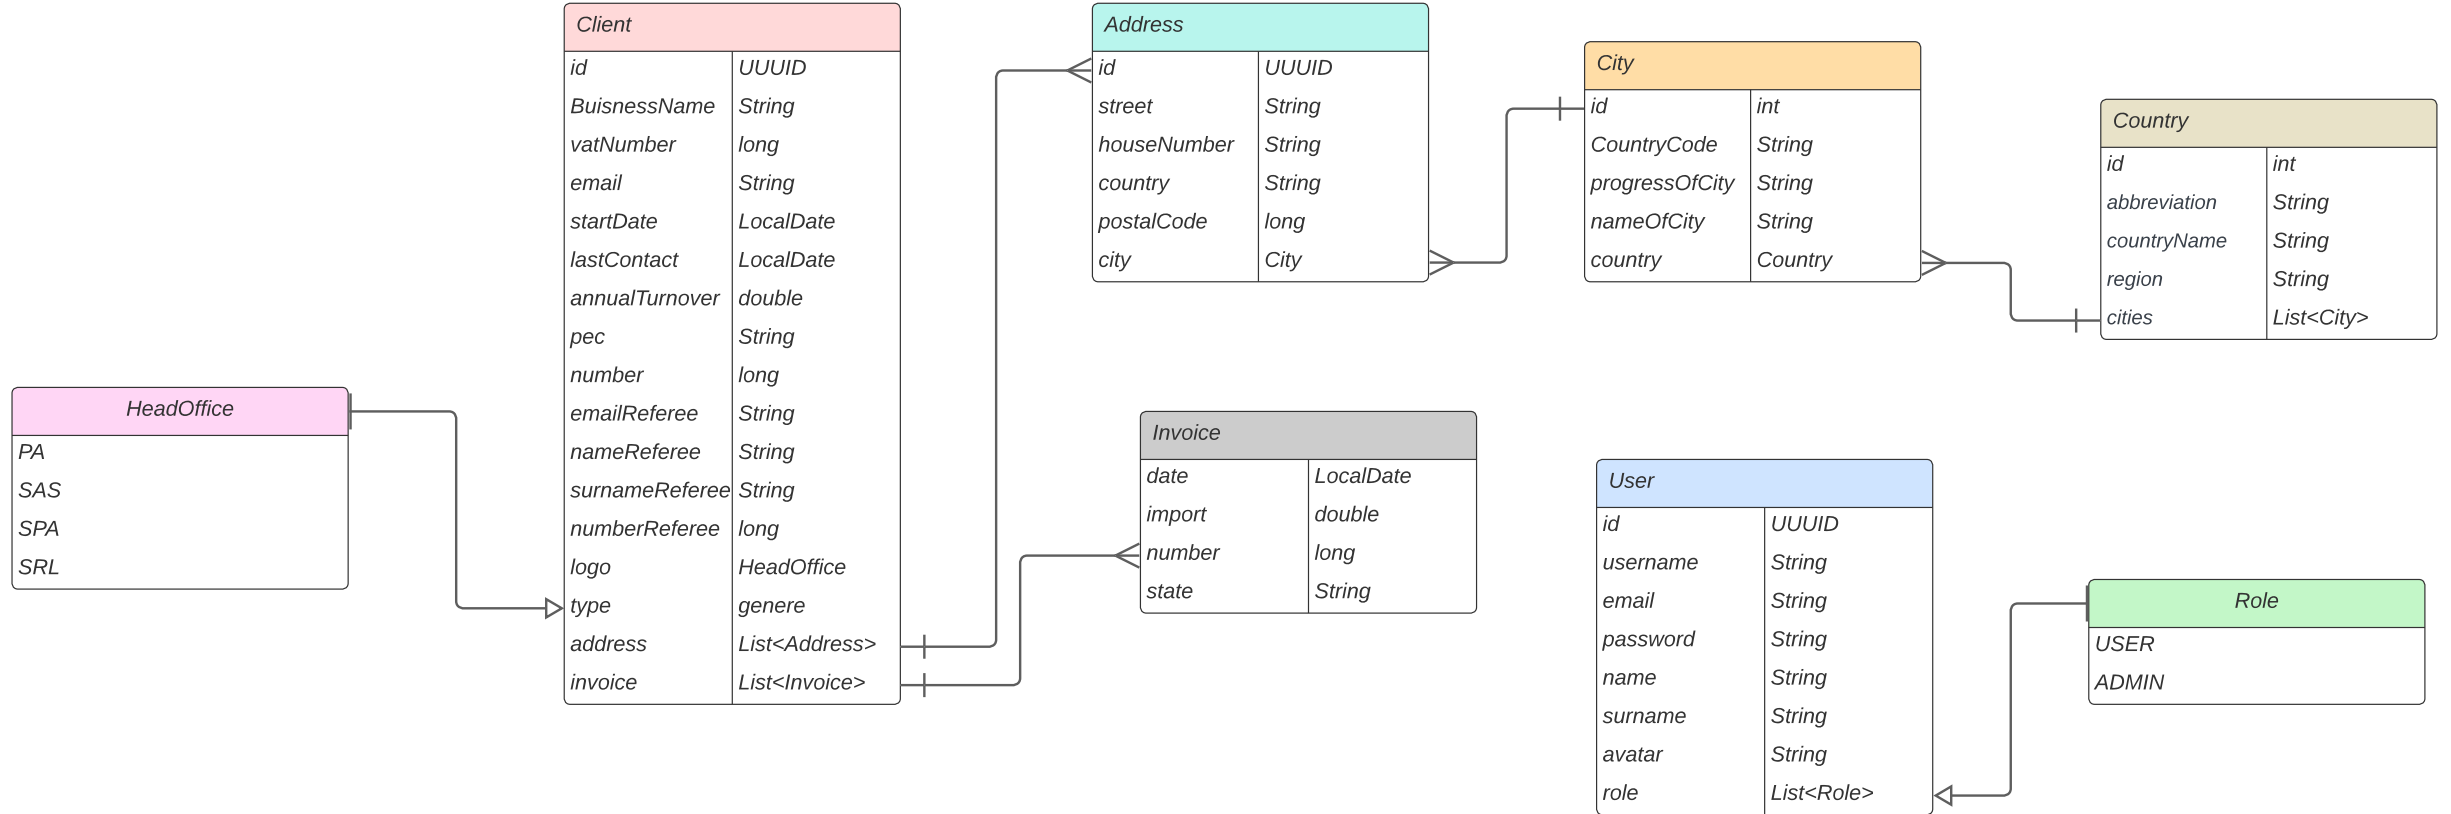 Client
id UUUID
BuisnessName String
vatNumber long
email String
startDate LocalDate
lastContact LocalDate
annualTurnover double
pec String
number long
emailReferee String
nameReferee String
surnameReferee String
numberReferee long
logo HeadOffice
type genere
address List<Address>
invoice List<Invoice>
Address
id UUUID
street String
houseNumber String
country String
postalCode long
city City
City
id int
CountryCode String
progressOfCity String
nameOfCity String
country Country
Country
id int
abbreviation String
countryName String
region String
cities List<City>
HeadOffice
PA
SAS
SPA
SRL
Invoice
date LocalDate
import double
number long
state String
User
id UUUID
username String
email String
password String
name String
surname String
avatar String
role List<Role>
Role
USER
ADMIN